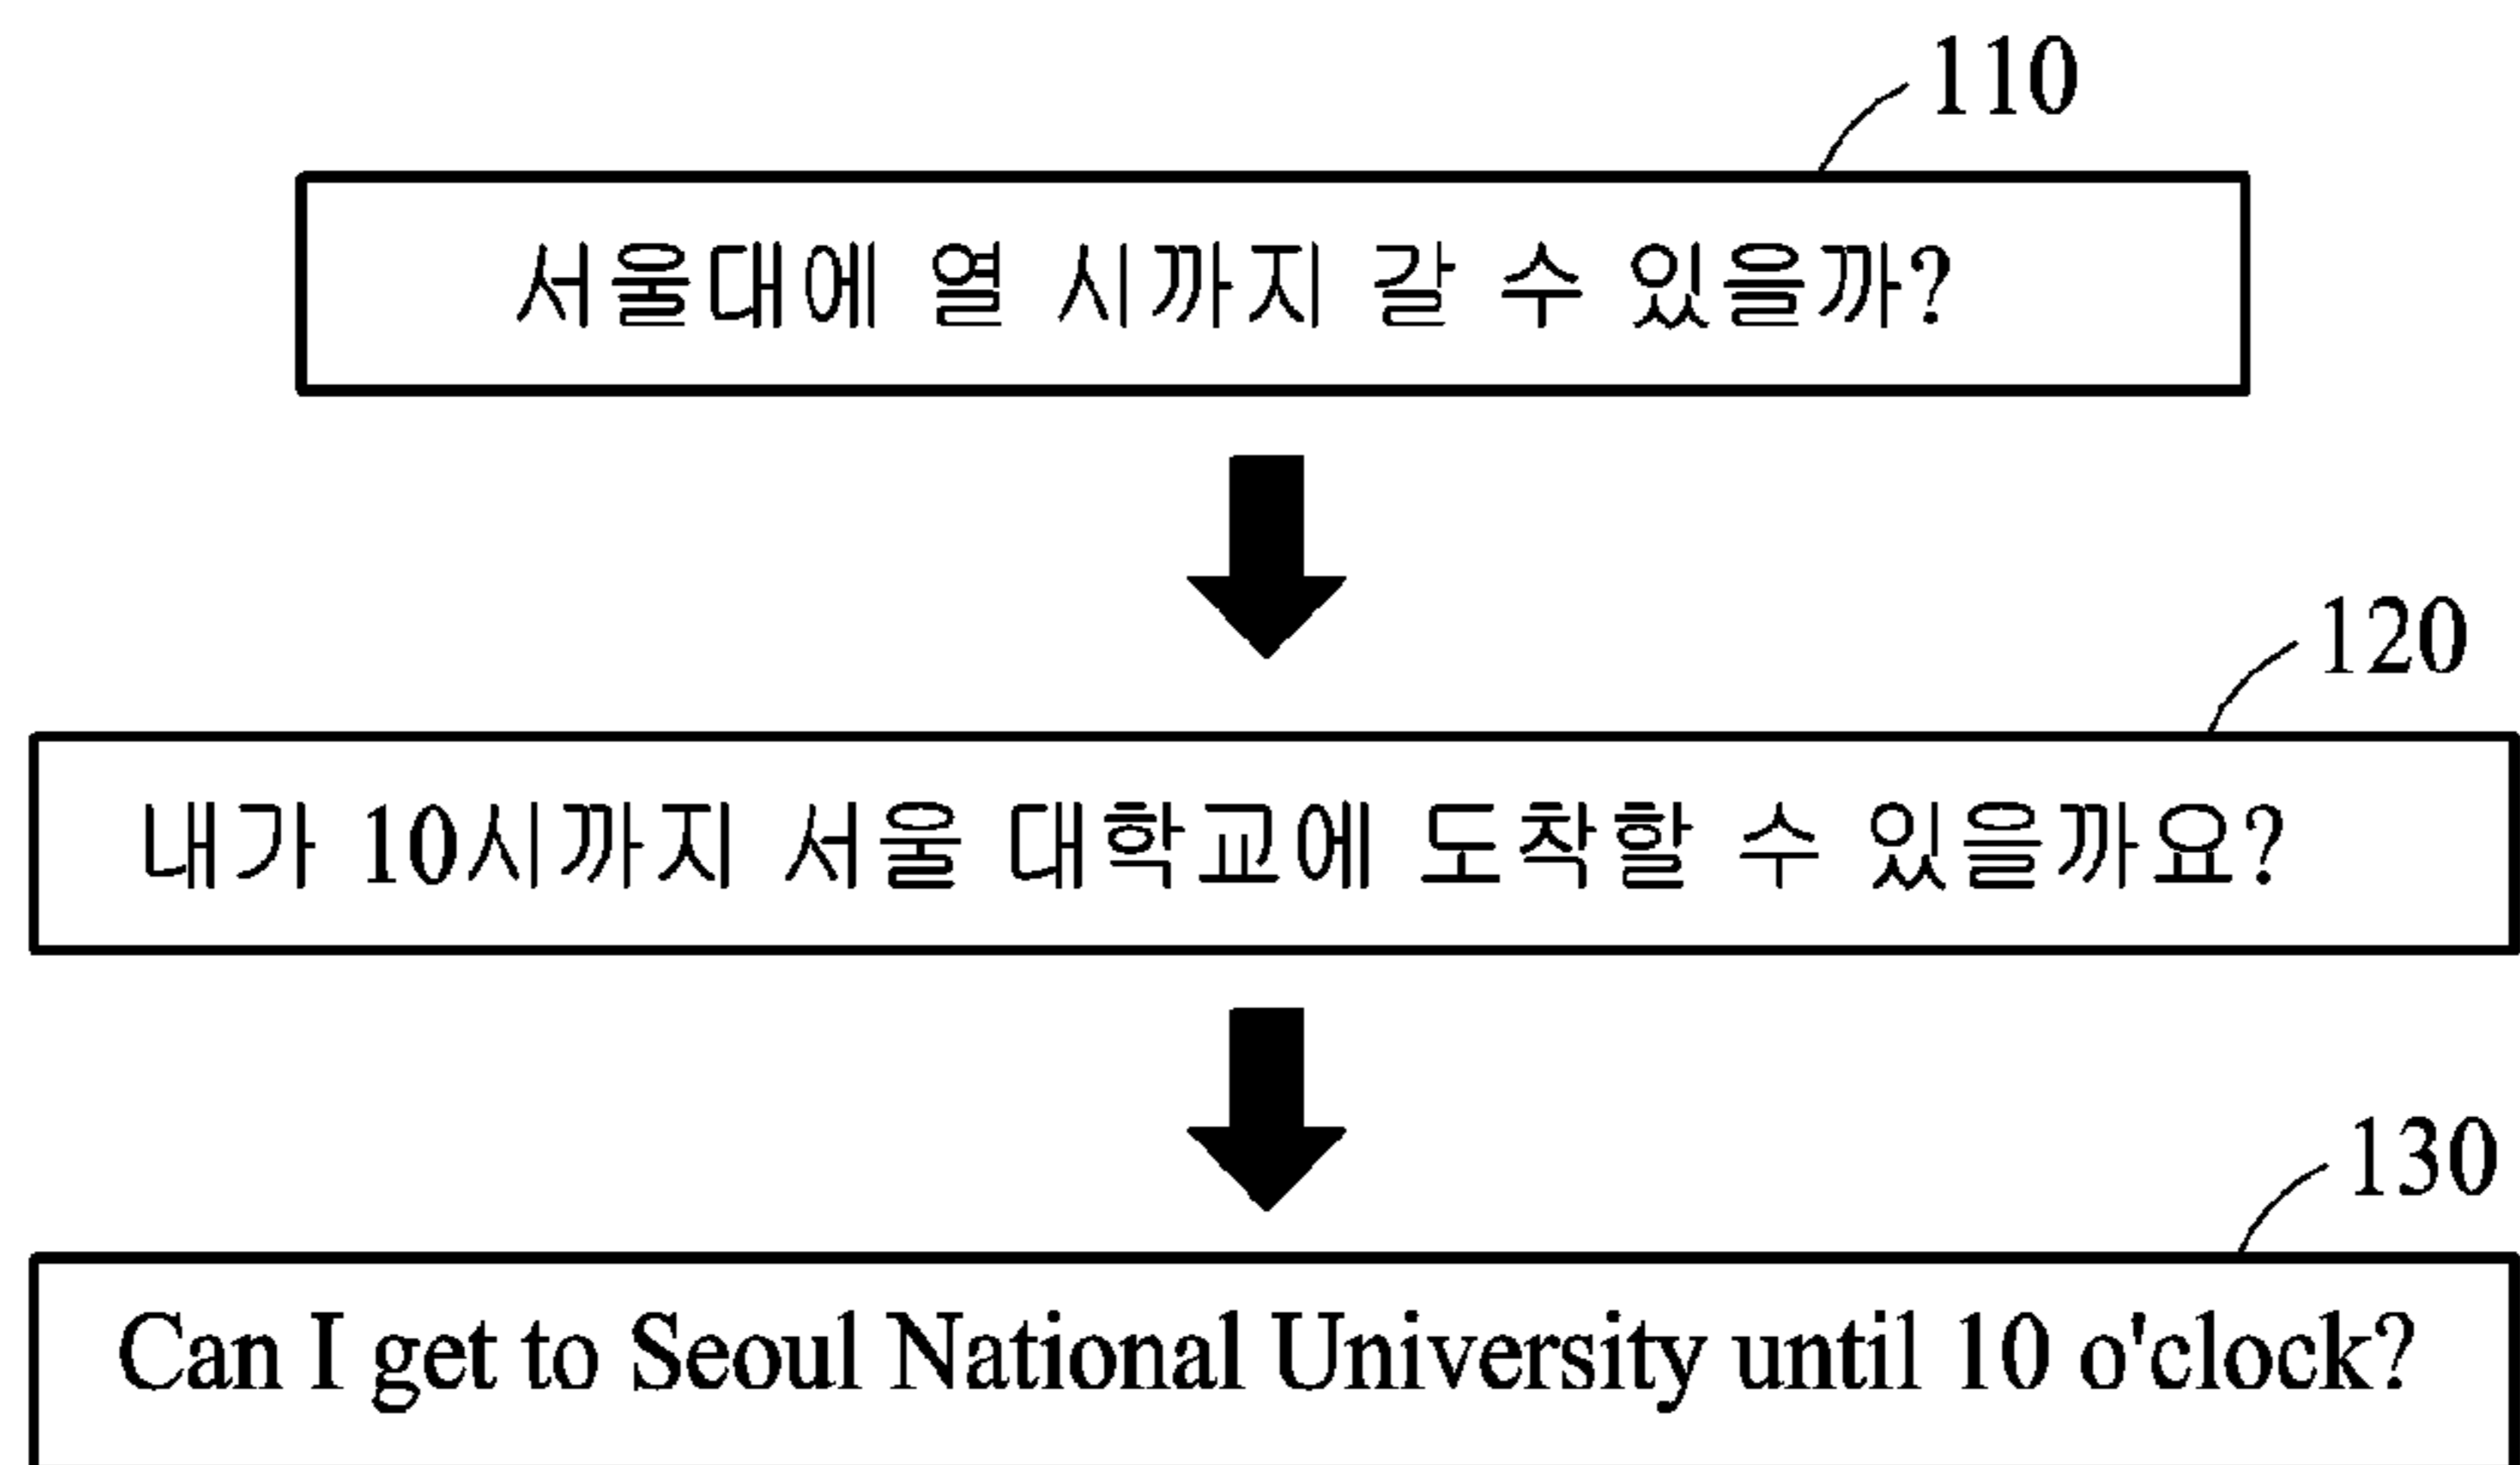 110
서울대에 열 시까지 갈 수 있을까?
120
내가 10시까지 서울 대학교에 도착할 수 있을까요?
130
Can I get to Seoul National University until 10 o'clock?